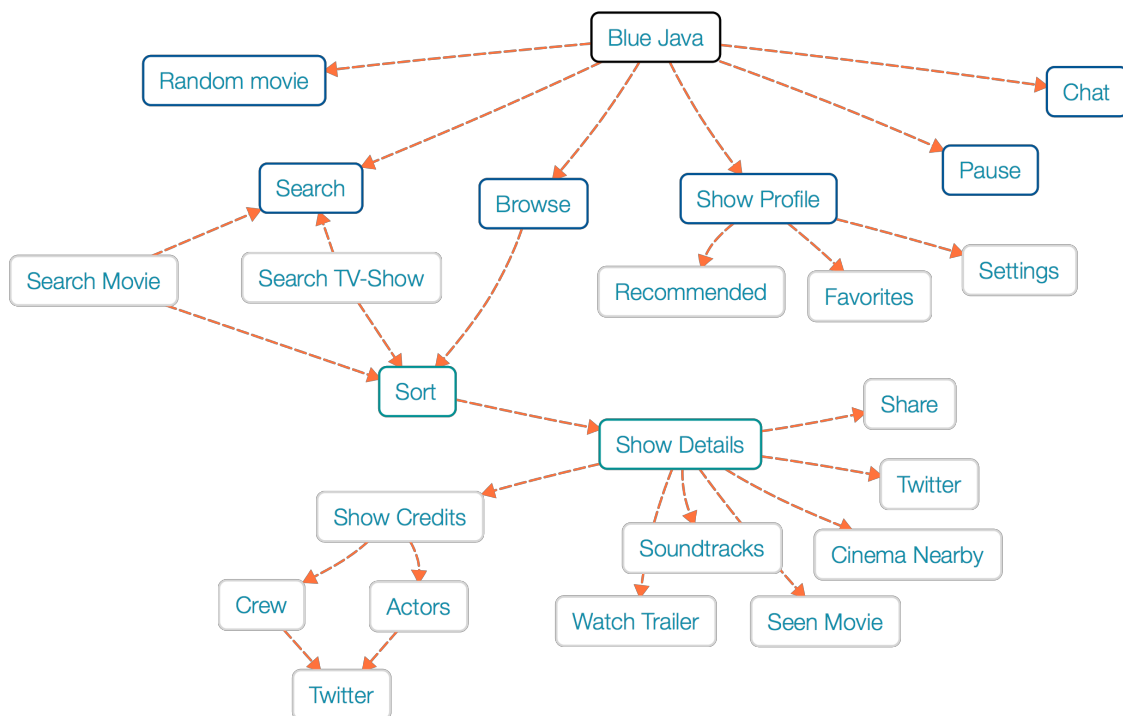 Blue Java
Random movie
Chat
Pause
Search
Browse
Show Profile
Search Movie
Search TV-Show
Recommended
Favorites
Settings
Sort
Share
Show Details
Twitter
Show Credits
Soundtracks
Cinema Nearby
Crew
Actors
Watch Trailer
Seen Movie
Twitter